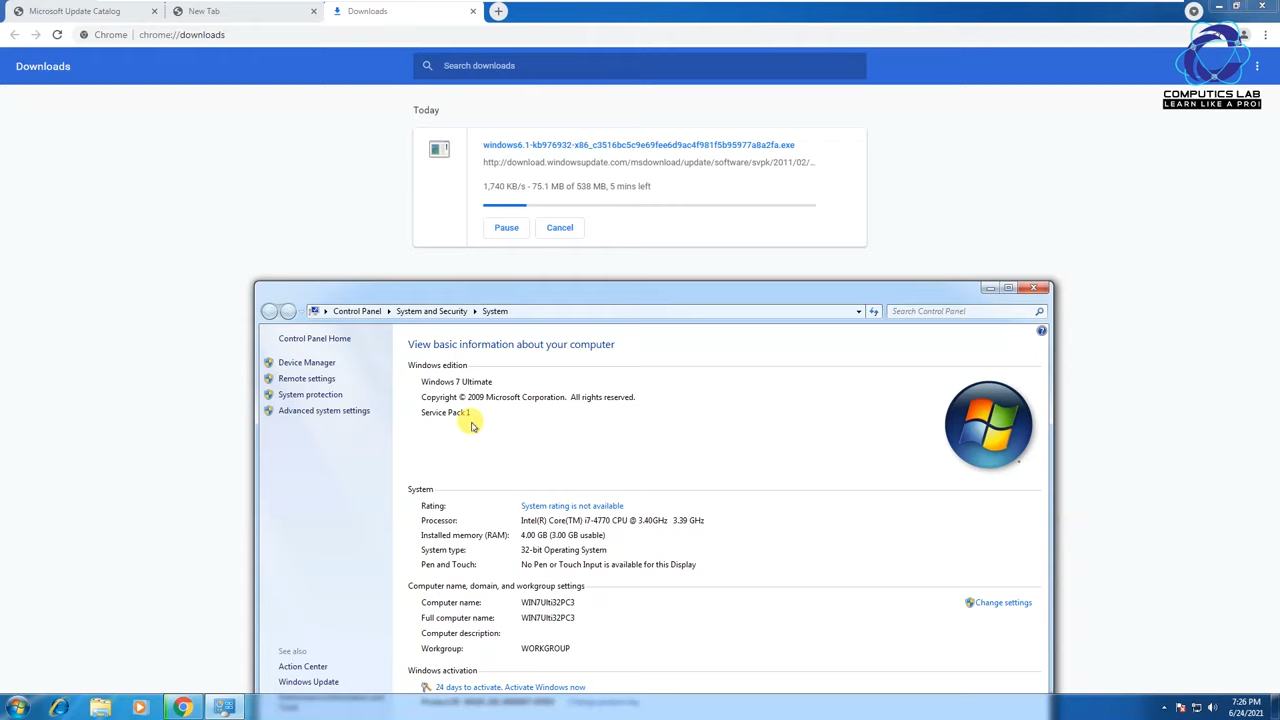 Microsoft Update Catalog
New Tab
Downloads
Chrome
chrome://downloads
Downloads
Search downloads
COMPUTICS LAB
LEARN LIKE A PRO!
Today
windows6.1-kb976932-x86_c3516bc5c9e69fee6d9ac4f981f5b95977a8a2fa.exe
http://download.windowsupdate.com/msdownload/update/software/svpk/2011/02/...
1,740 KB/s - 75.1 MB of 538 MB, 5 mins left
Pause
Cancel
Control Panel
System and Security
System
Search Control Panel
Control Panel Home
Device Manager
Remote settings
System protection
Advanced system settings
View basic information about your computer
Windows edition
Windows 7 Ultimate
Copyright © 2009 Microsoft Corporation. All rights reserved.
Service Pack 1
System
Rating: System rating is not available
Processor: Intel(R) Core(TM) i7-4770 CPU @ 3.40GHz 3.39 GHz
Installed memory (RAM): 4.00 GB (3.00 GB usable)
System type: 32-bit Operating System
Pen and Touch: No Pen or Touch Input is available for this Display
Computer name, domain, and workgroup settings
Computer name: WIN7Ulti32PC3
Change settings
Full computer name: WIN7Ulti32PC3
Computer description:
Workgroup: WORKGROUP
See also
Action Center
Windows Update
Windows activation
24 days to activate. Activate Windows now
7:26 PM
6/24/2021